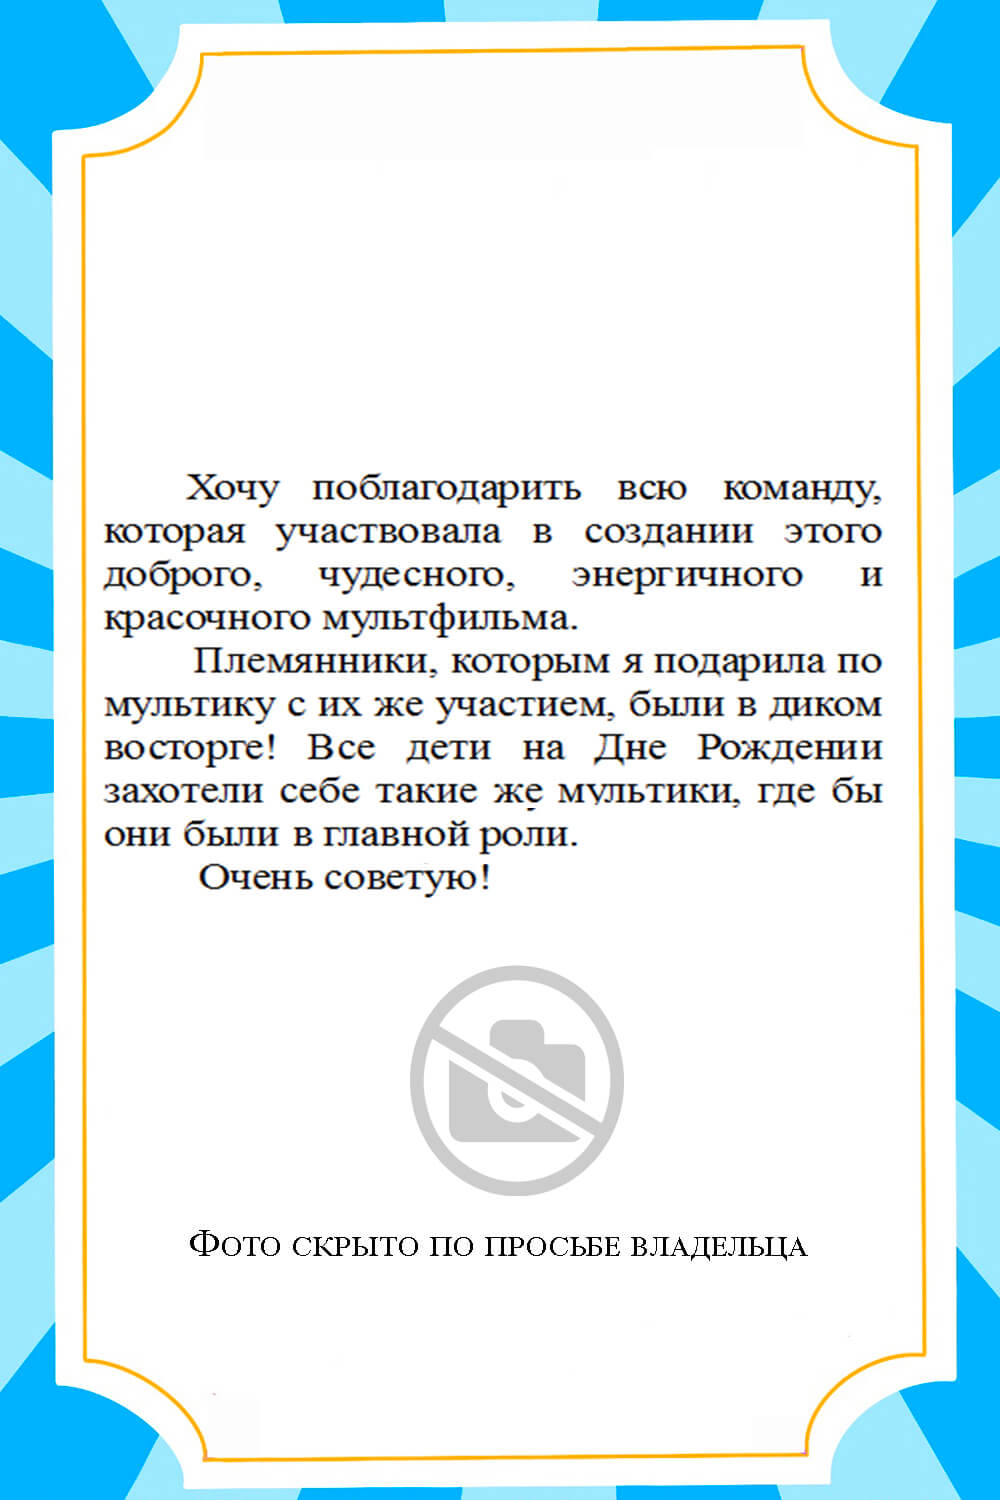 Хочу поблагодарить всю команду,
которая участвовала в создании этого
доброго, чудесного, энергичного и
красочного мультфильма.
Племянники, которым я подарила по
мультику с их же участием, были в диком
восторге! Все дети на Дне Рождении
захотели себе такие же мультики, где бы
они были в главной роли.
Очень советую!
Фото скрыто по просьбе владельца